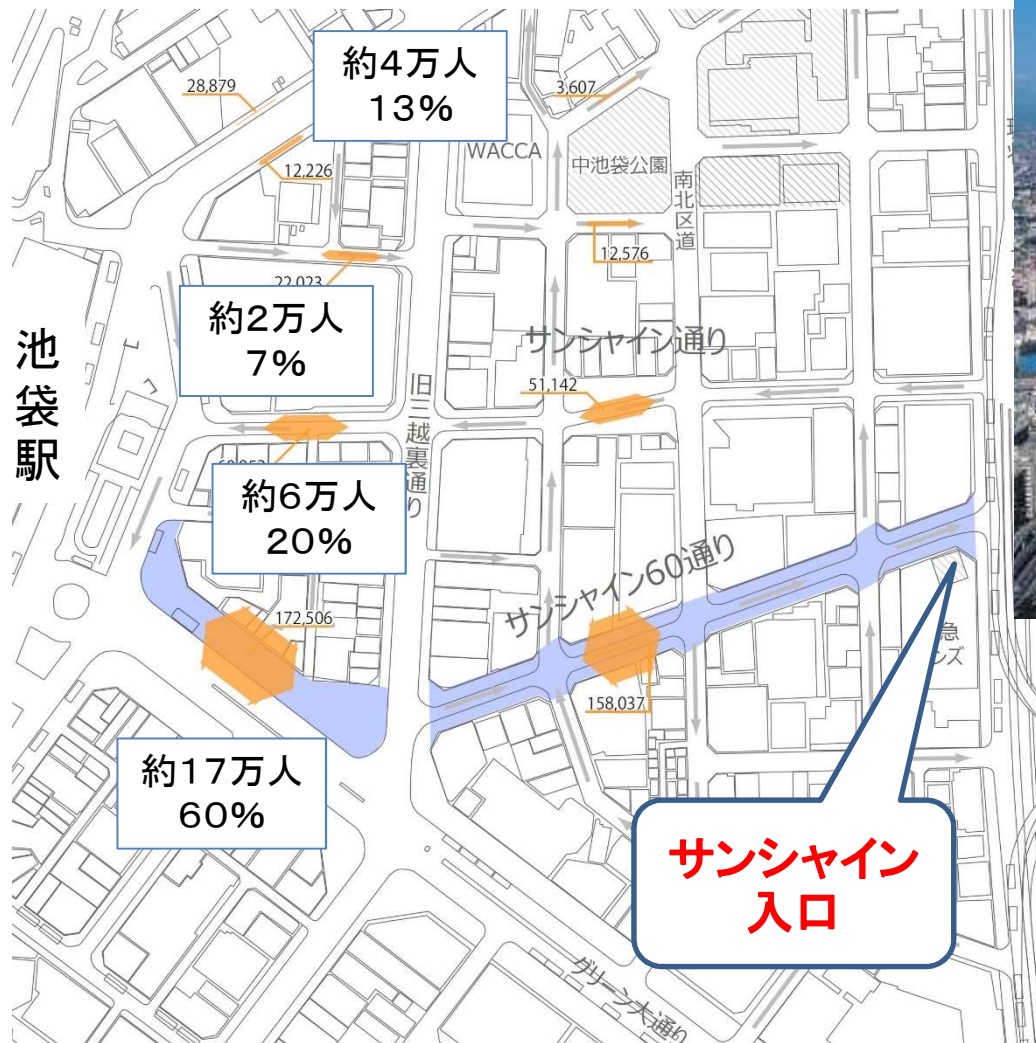 約4万人
13%
28,879
3,607
WACCA
中池袋公園
12,226
南北区道
12,576
22,023
約2万人
7%
サンシャイン通り
池袋駅
51,142
旧三越裏通り
約6万人
20%
サンシャイン60通り
172,506
158,037
急
ンズ
約17万人
60%
サンシャイン
入口
グリーン大通り